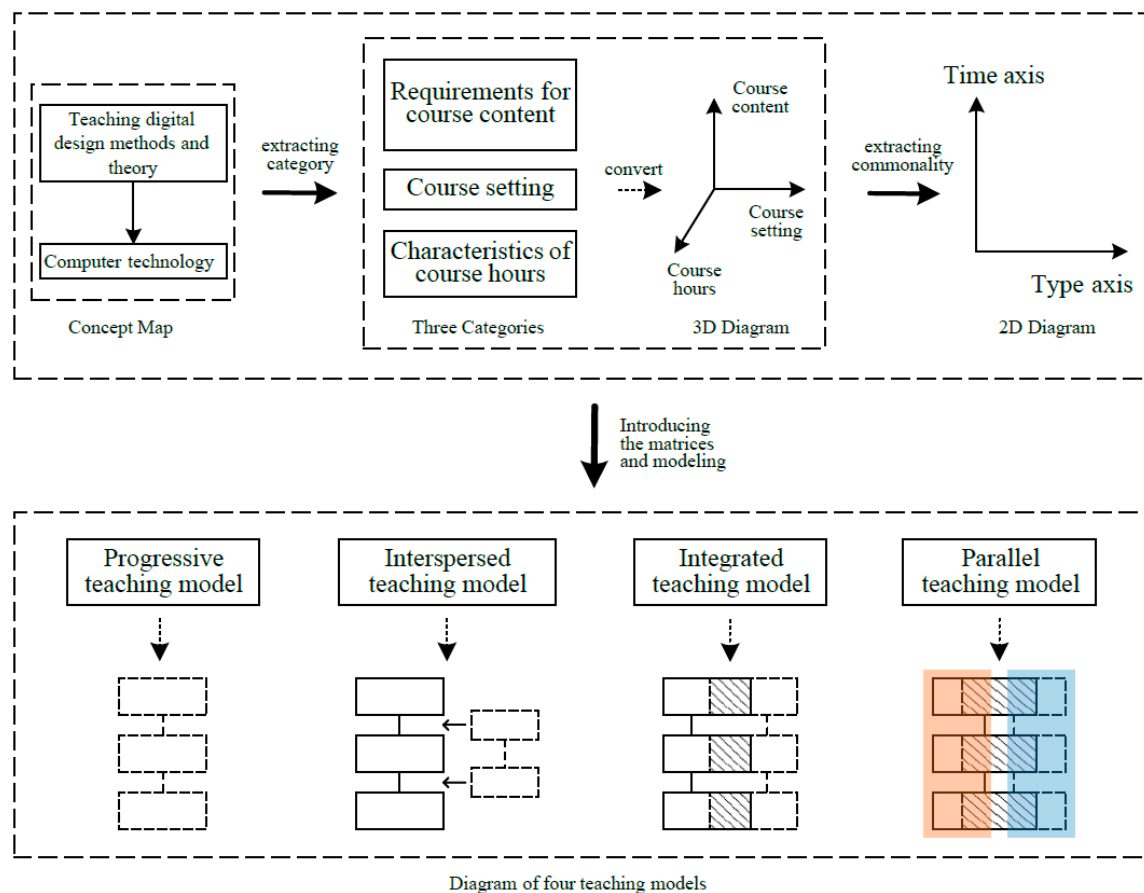 Teaching digital
design methods and
theory
Computer technology
Concept Map
extracting
category
Requirements for
course content
Course setting
Characteristics of
course hours
Three Categories
convert
Course
content
Course
setting
Course
hours
3D Diagram
extracting
commonality
Time axis
Type axis
2D Diagram
Introducing
the matrices
and modeling
Progressive
teaching model
Interspersed
teaching model
Integrated
teaching model
Parallel
teaching model
Diagram of four teaching models